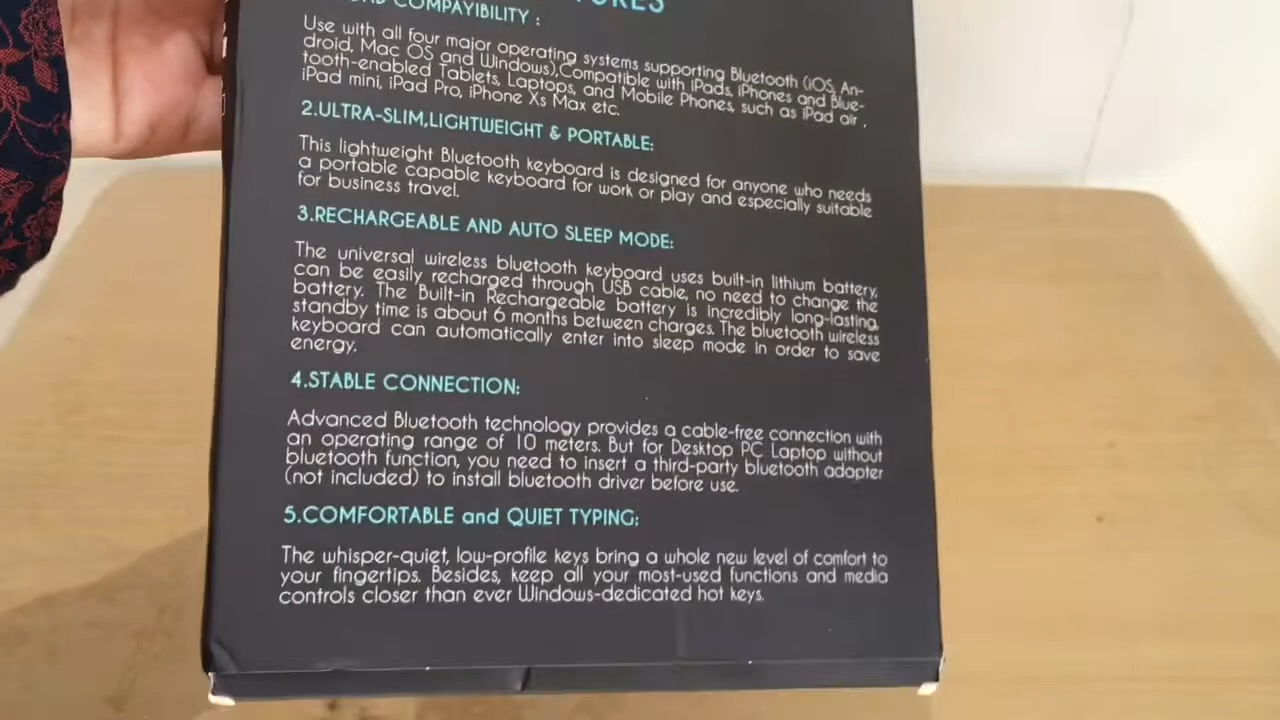 COMPAYIBILITY :
Use with all four major operating systems supporting Bluetooth (iOS, An-
droid, Mac OS and Windows),Compatible with iPads, iPhones and Blue-
tooth-enabled Tablets, Laptops, and Mobile Phones, such as iPad air ,
iPad mini, iPad Pro, iPhone Xs Max etc.
2.ULTRA-SLIM,LIGHTWEIGHT & PORTABLE:
This lightweight Bluetooth keyboard is designed for anyone who needs
a portable capable keyboard for work or play and especially suitable
for business travel.
3.RECHARGEABLE AND AUTO SLEEP MODE:
The universal wireless bluetooth keyboard uses built-in lithium battery,
can be easily recharged through USB cable, no need to change the
battery. The Built-in Rechargeable battery is incredibly long-lasting,
standby time is about 6 months between charges. The bluetooth wireless
keyboard can automatically enter into sleep mode in order to save
energy.
4.STABLE CONNECTION:
Advanced Bluetooth technology provides a cable-free connection with
an operating range of 10 meters. But for Desktop PC Laptop without
bluetooth function, you need to insert a third-party bluetooth adapter
(not included) to install bluetooth driver before use.
5.COMFORTABLE and QUIET TYPING:
The whisper-quiet, low-profile keys bring a whole new level of comfort to
your fingertips. Besides, keep all your most-used functions and media
controls closer than ever Windows-dedicated hot keys.